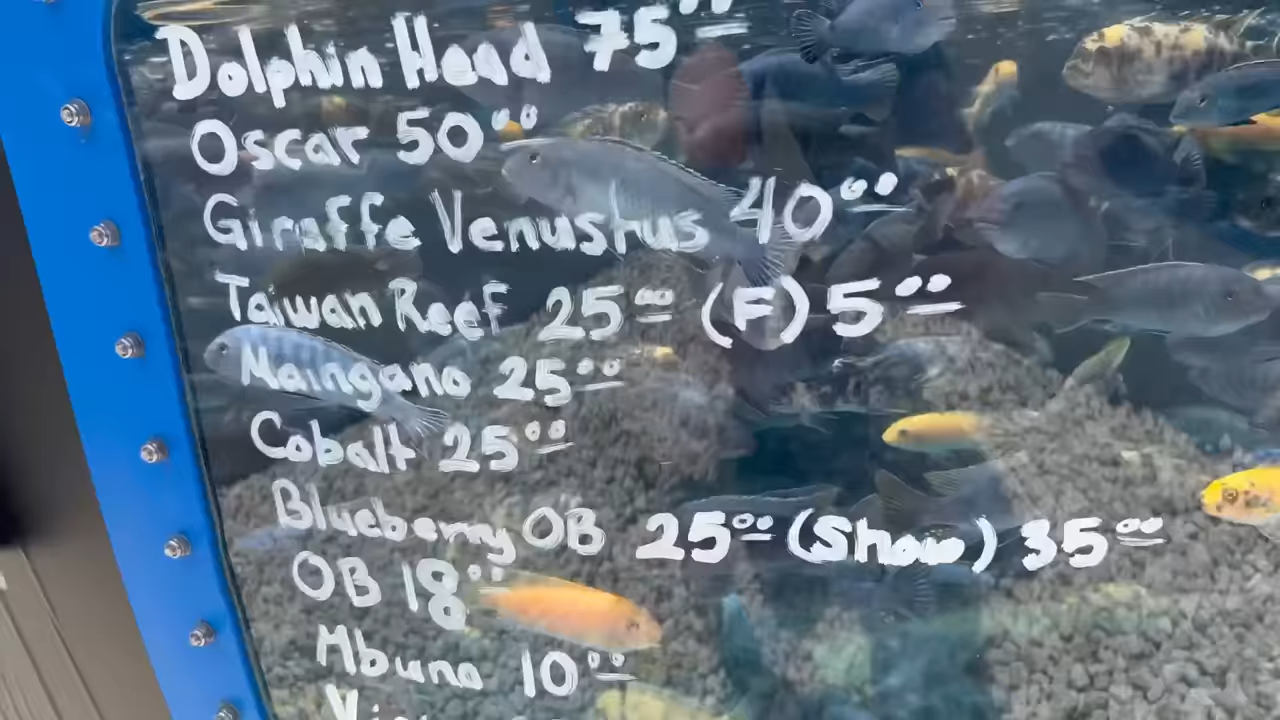 Dolphin Head 75⁰⁰
Oscar 50⁰⁰
Giraffe Venustus 40⁰⁰
Taiwan Reef 25⁰⁰ (F) 5⁰⁰
Maingano 25⁰⁰
Cobalt 25⁰⁰
Blueberry OB 25⁰⁰ (Show) 35⁰⁰
OB 18⁰⁰
Mbuna 10⁰⁰